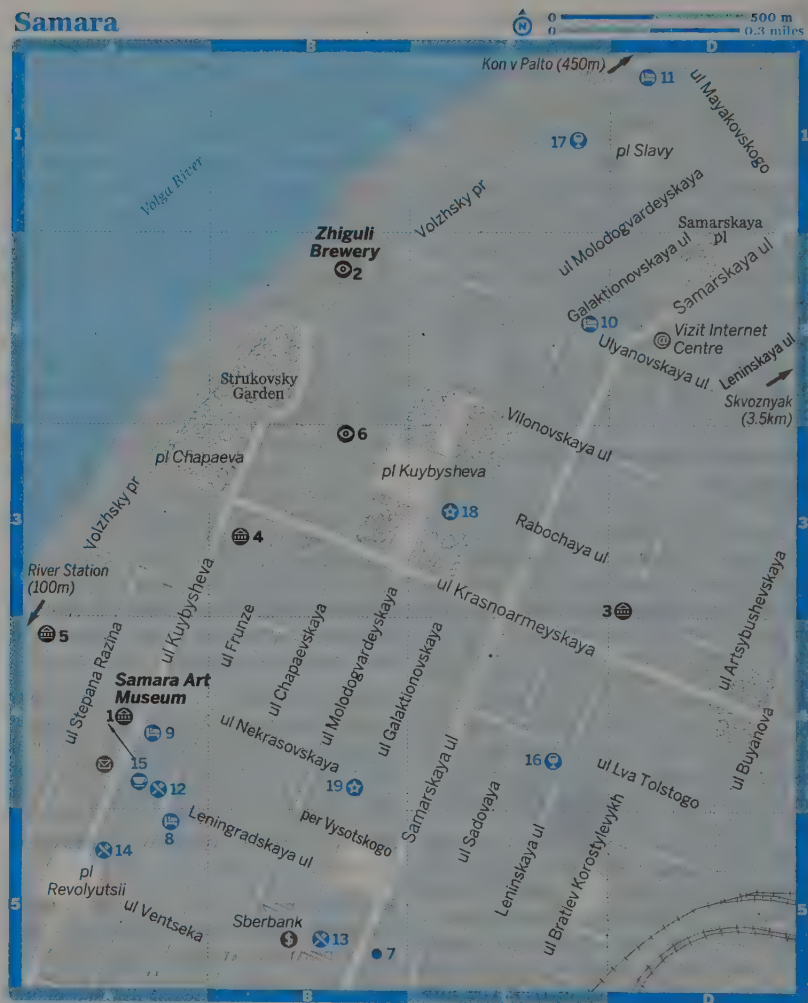 Samara
N
0 500 m
0 0.3 miles
B
D
1
1
Kon v Palto (450m)
11
ul Mayakovskogo
17
pl Slavy
Volga River
Volzhsky pr
ul Molodogvardeyskaya
Samarskaya
pl
Zhiguli
Brewery
2
Galaktionovskaya ul
Samarskaya ul
10
@ Vizit Internet
Centre
Ulyanovskaya ul
Leninskaya ul
Skvoznyak
(3.5km)
Strukovsky
Garden
6
Vilonovskaya ul
pl Chapaeva
pl Kuybysheva
Volzhsky pr
18
3
3
4
Rabochaya ul
River Station
(100m)
ul Krasnoarmeyskaya
3
5
ul Stepana Razina
ul Kuybysheva
ul Frunze
ul Chapaevskaya
ul Molodogvardeyskaya
ul Galaktionovskaya
ul Artsybushevskaya
Samara Art
Museum
1
9
ul Nekrasovskaya
ul Buyanova
15
12
19
16
ul Lva Tolstogo
8
Leningradskaya ul
per Vysotskogo
Samarskaya ul
ul Sadovaya
Leninskaya ul
ul Bratiev Korostylevykh
14
pl
Revolyutsii
5
5
ul Ventseka
Sberbank
$
13
7
B
D